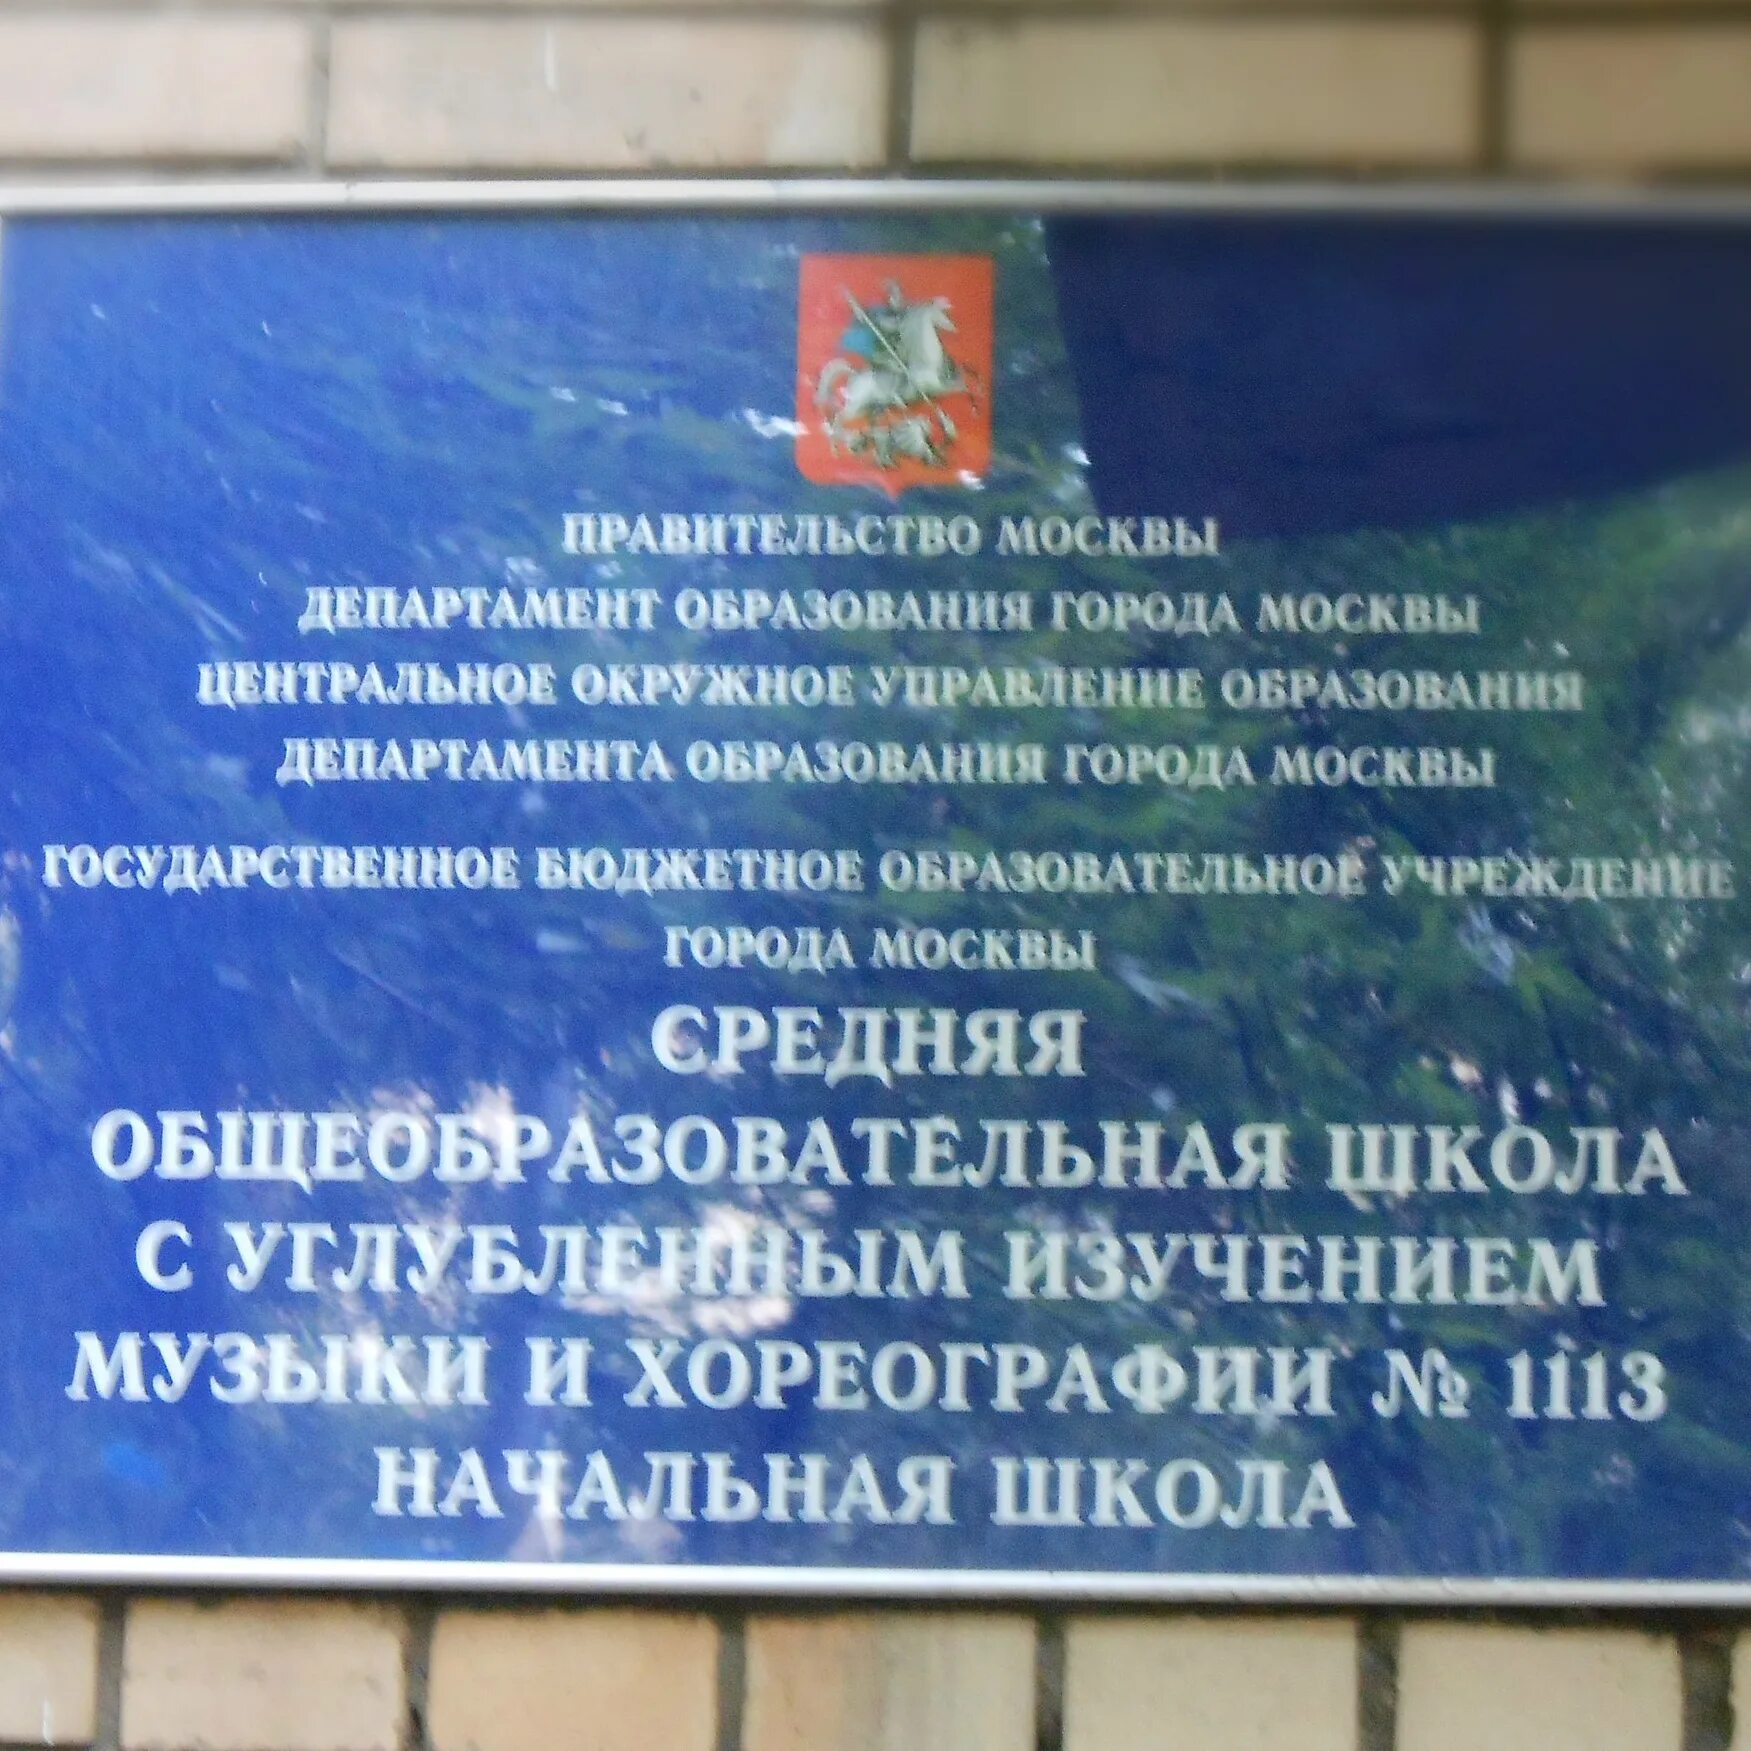 ПРАВИТЕЛЬСТВО МОСКВЫ
ДЕПАРТАМЕНТ ОБРАЗОВАНИЯ ГОРОДА МОСКВЫ
ЦЕНТРАЛЬНОЕ ОКРУЖНОЕ УПРАВЛЕНИЕ ОБРАЗОВАНИЯ
ДЕПАРТАМЕНТА ОБРАЗОВАНИЯ ГОРОДА МОСКВЫ
ГОСУДАРСТВЕННОЕ БЮДЖЕТНОЕ ОБРАЗОВАТЕЛЬНОЕ УЧРЕЖДЕНИЕ
ГОРОДА МОСКВЫ
СРЕДНЯЯ
ОБЩЕОБРАЗОВАТЕЛЬНАЯ ШКОЛА
С УГЛУБЛЕННЫМ ИЗУЧЕНИЕМ
МУЗЫКИ И ХОРЕОГРАФИИ № 1113
НАЧАЛЬНАЯ ШКОЛА